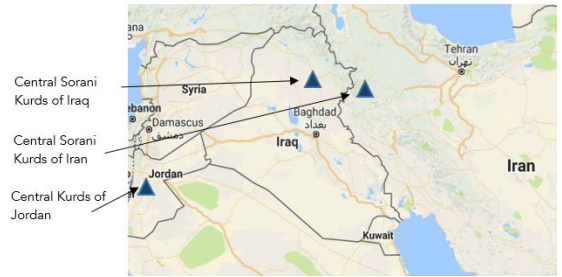 Central Sorani
Kurds of Iraq
Central Sorani
Kurds of Iran
Central Kurds of
Jordan
ana
Syria
ebanon
Damascus
دمشق
Jordan
Baghdad
بغداد
Iraq
Tehran
تهران
Iran
Kuwait